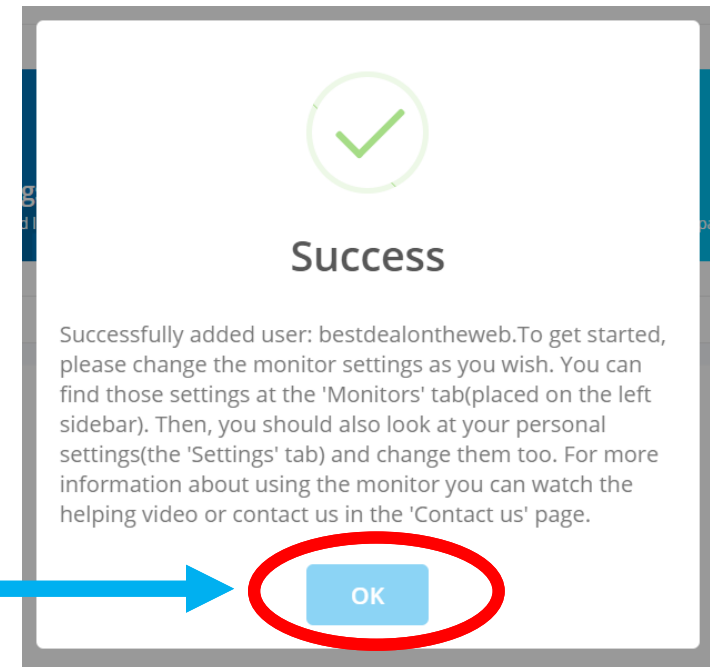 Success
Successfully added user: bestdealontheweb.To get started,
please change the monitor settings as you wish. You can
find those settings at the 'Monitors' tab(placed on the left
sidebar). Then, you should also look at your personal
settings(the 'Settings' tab) and change them too. For more
information about using the monitor you can watch the
helping video or contact us in the 'Contact us' page.
OK